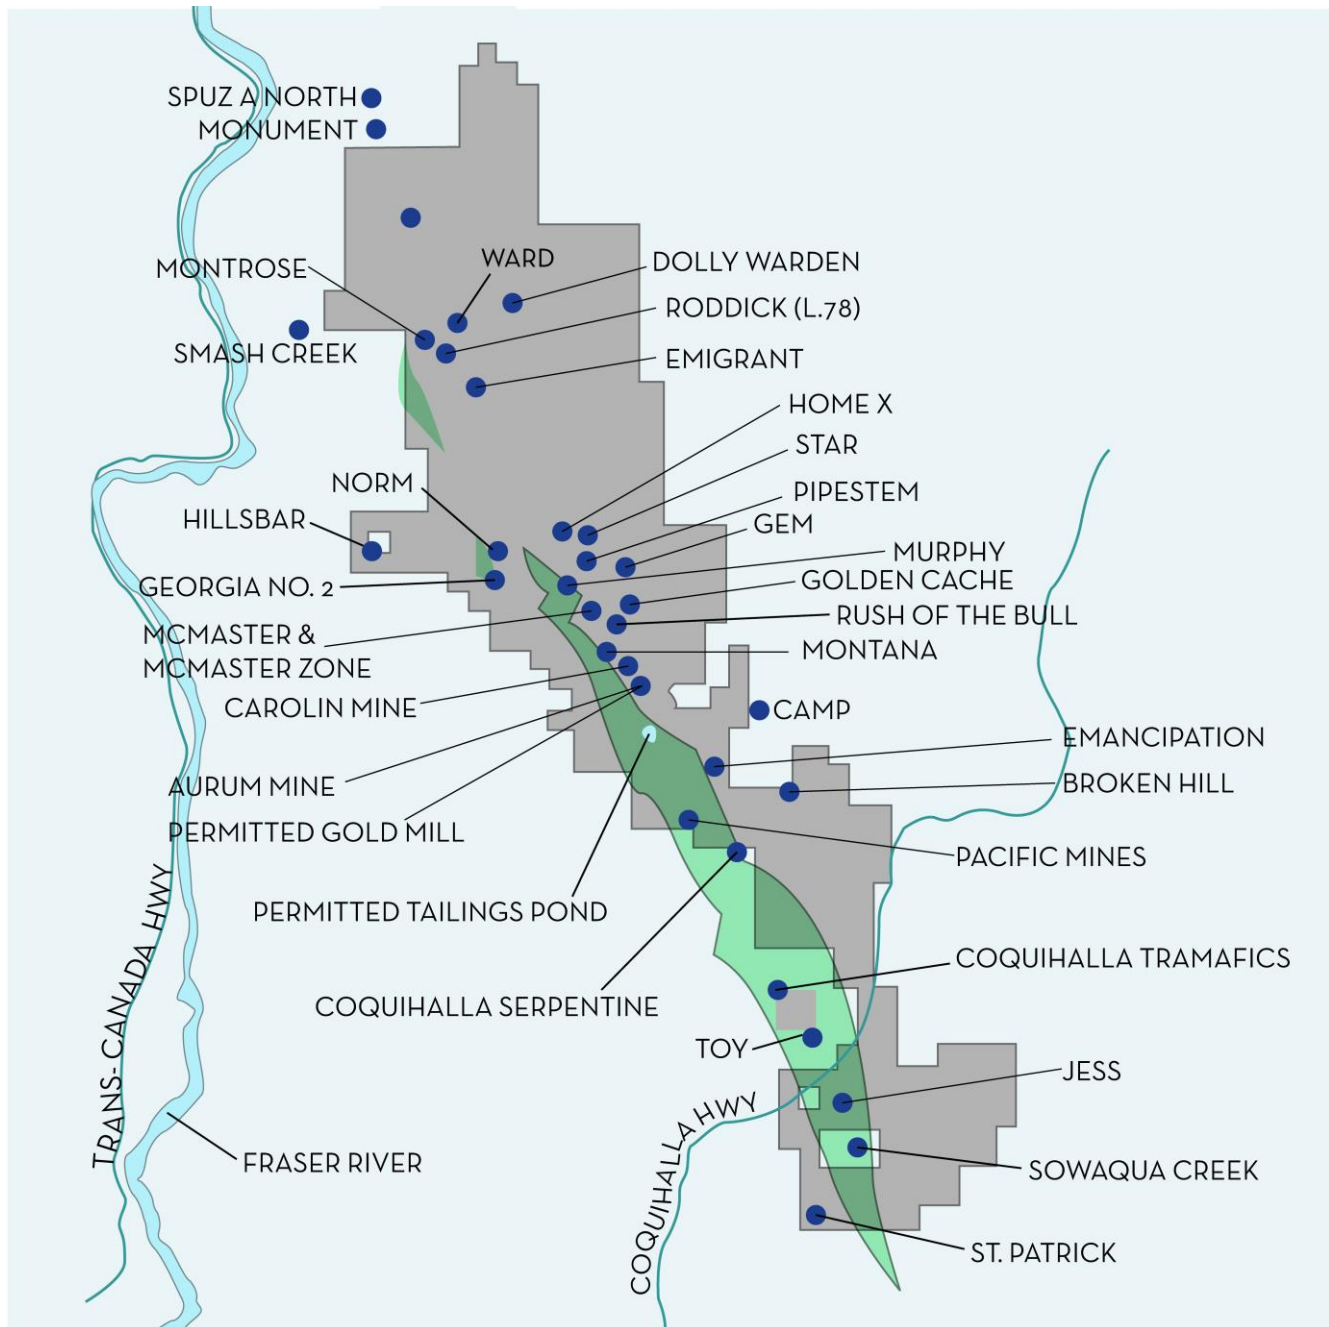 SPUZ A NORTH
MONUMENT
WARD
DOLLY WARDEN
MONTROSE
RODDICK (L.78)
SMASH CREEK
EMIGRANT
HOME X
STAR
NORM
PIPESTEM
HILLSBAR
GEM
MURPHY
GEORGIA NO. 2
GOLDEN CACHE
RUSH OF THE BULL
MCMASTER &
MCMASTER ZONE
MONTANA
CAROLIN MINE
CAMP
EMANCIPATION
AURUM MINE
BROKEN HILL
PERMITTED GOLD MILL
PACIFIC MINES
PERMITTED TAILINGS POND
TRANS-CANADA HWY
COQUIHALLA TRAMAFICS
COQUIHALLA SERPENTINE
TOY
JESS
COQUIHALLA HWY
FRASER RIVER
SOWAQUA CREEK
ST. PATRICK